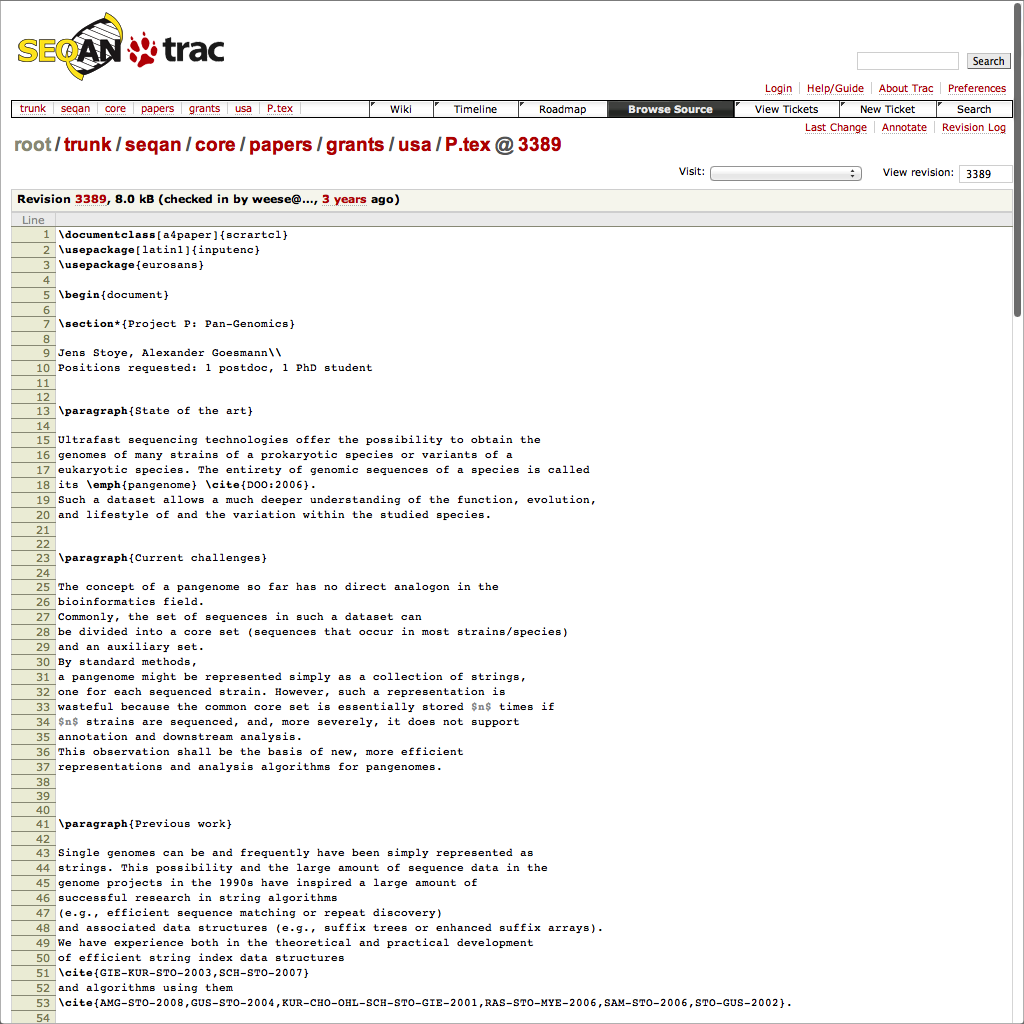 SEQAN trac
Search
Login Help/Guide About Trac Preferences
trunk seqan core papers grants usa P.tex Wiki Timeline Roadmap Browse Source View Tickets New Ticket Search
Last Change Annotate Revision Log
root / trunk / seqan / core / papers / grants / usa / P.tex @ 3389
Visit: View revision: 3389
Revision 3389, 8.0 kB (checked in by weese@..., 3 years ago)
Line
1 \documentclass[a4paper]{scrartcl}
2 \usepackage[latin1]{inputenc}
3 \usepackage{eurosans}
4
5 \begin{document}
6
7 \section*{Project P: Pan-Genomics}
8
9 Jens Stoye, Alexander Goesmann\\
10 Positions requested: 1 postdoc, 1 PhD student
11
12
13 \paragraph{State of the art}
14
15 Ultrafast sequencing technologies offer the possibility to obtain the
16 genomes of many strains of a prokaryotic species or variants of a
17 eukaryotic species. The entirety of genomic sequences of a species is called
18 its \emph{pangenome} \cite{DOO:2006}.
19 Such a dataset allows a much deeper understanding of the function, evolution,
20 and lifestyle of and the variation within the studied species.
21
22
23 \paragraph{Current challenges}
24
25 The concept of a pangenome so far has no direct analogon in the
26 bioinformatics field.
27 Commonly, the set of sequences in such a dataset can
28 be divided into a core set (sequences that occur in most strains/species)
29 and an auxiliary set.
30 By standard methods,
31 a pangenome might be represented simply as a collection of strings,
32 one for each sequenced strain. However, such a representation is
33 wasteful because the common core set is essentially stored $n$ times if
34 $n$ strains are sequenced, and, more severely, it does not support
35 annotation and downstream analysis.
36 This observation shall be the basis of new, more efficient
37 representations and analysis algorithms for pangenomes.
38
39
40
41 \paragraph{Previous work}
42
43 Single genomes can be and frequently have been simply represented as
44 strings. This possibility and the large amount of sequence data in the
45 genome projects in the 1990s have inspired a large amount of
46 successful research in string algorithms
47 (e.g., efficient sequence matching or repeat discovery)
48 and associated data structures (e.g., suffix trees or enhanced suffix arrays).
49 We have experience both in the theoretical and practical development
50 of efficient string index data structures
51 \cite{GIE-KUR-STO-2003,SCH-STO-2007}
52 and algorithms using them
53 \cite{AMG-STO-2008,GUS-STO-2004,KUR-CHO-OHL-SCH-STO-GIE-2001,RAS-STO-MYE-2006,SAM-STO-2006,STO-GUS-2002}.
54